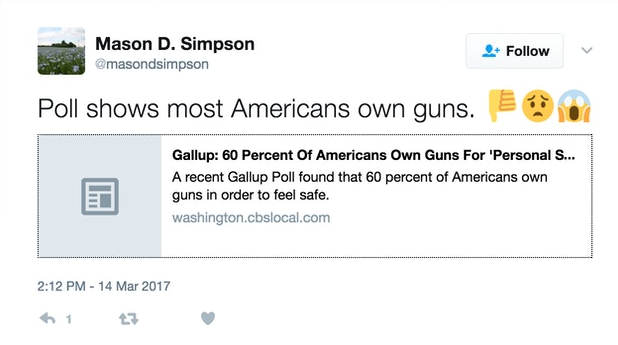 Mason D. Simpson
@masondsimpson
Follow
Poll shows most Americans own guns. 👎😟😱
Gallup: 60 Percent Of Americans Own Guns For 'Personal S...
A recent Gallup Poll found that 60 percent of Americans own
guns in order to feel safe.
washington.cbslocal.com
2:12 PM - 14 Mar 2017
1